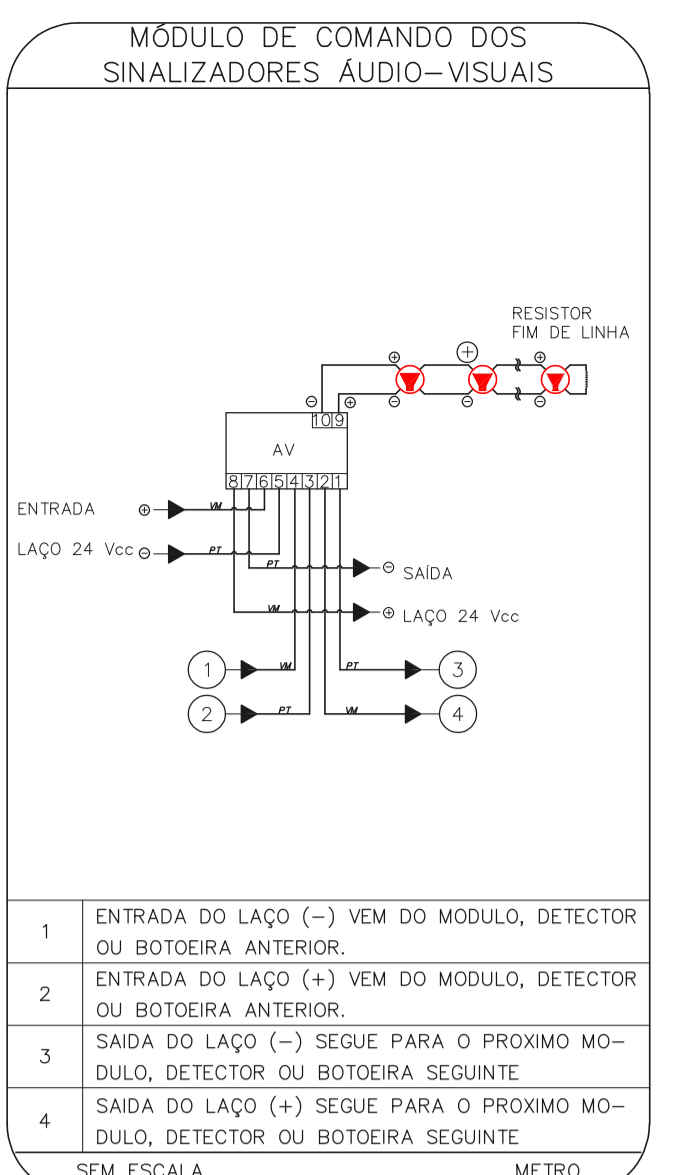 MÓDULO DE COMANDO DOS
SINALIZADORES ÁUDIO-VISUAIS
RESISTOR
FIM DE LINHA
+
+
+
-
-
-
-
+
10 9
AV
8 7 6 5 4 3 2 1
ENTRADA + VM
LAÇO 24 Vcc - PT
PT - SAÍDA
VM + LAÇO 24 Vcc
1 VM PT 3
2 PT VM 4
1 ENTRADA DO LAÇO (-) VEM DO MODULO, DETECTOR
OU BOTOEIRA ANTERIOR.
2 ENTRADA DO LAÇO (+) VEM DO MODULO, DETECTOR
OU BOTOEIRA ANTERIOR.
3 SAIDA DO LAÇO (-) SEGUE PARA O PROXIMO MO-
DULO, DETECTOR OU BOTOEIRA SEGUINTE
4 SAIDA DO LAÇO (+) SEGUE PARA O PROXIMO MO-
DULO, DETECTOR OU BOTOEIRA SEGUINTE
SEM ESCALA METRO